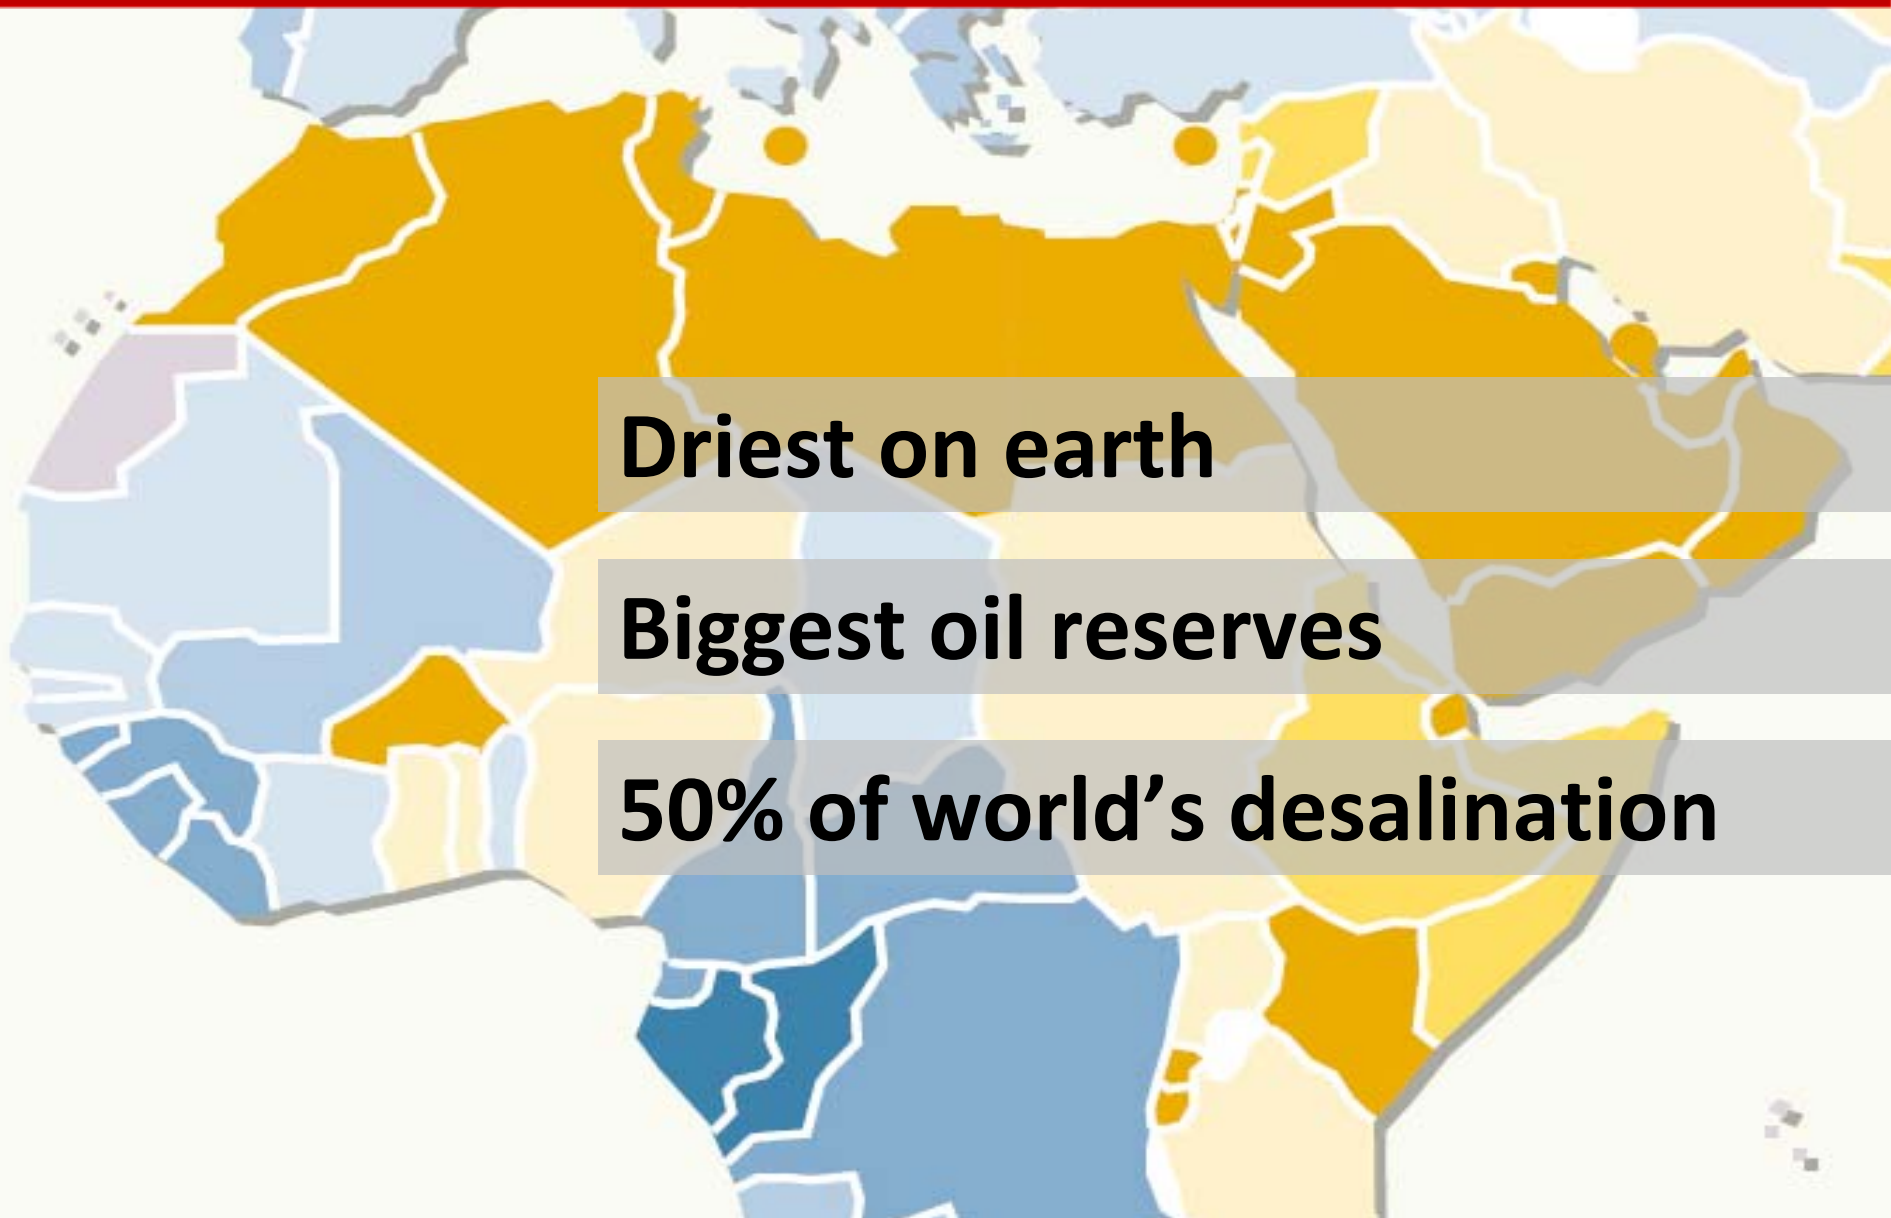 Driest on earth
Biggest oil reserves
50% of world’s desalination